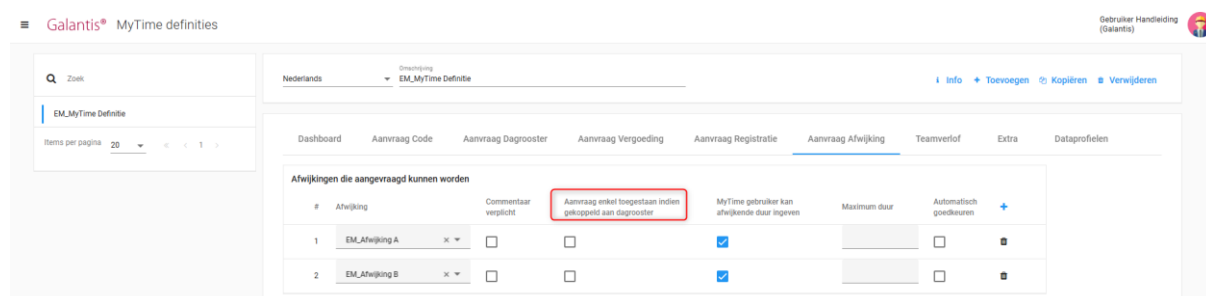 Galantis® MyTime definities
Gebruiker Handleiding
(Galantis)
Zoek
EM_MyTime Definitie
Items per pagina 20 « < 1 >
Nederlands
Omschrijving
EM_MyTime Definitie
i Info + Toevoegen Kopiëren Verwijderen
Dashboard Aanvraag Code Aanvraag Dagrooster Aanvraag Vergoeding Aanvraag Registratie Aanvraag Afwijking Teamverlof Extra Dataprofielen
Afwijkingen die aangevraagd kunnen worden
# Afwijking Commentaar verplicht Aanvraag enkel toegestaan indien gekoppeld aan dagrooster MyTime gebruiker kan afwijkende duur ingeven Maximum duur Automatisch goedkeuren +
1 EM_Afwijking A ×
2 EM_Afwijking B ×